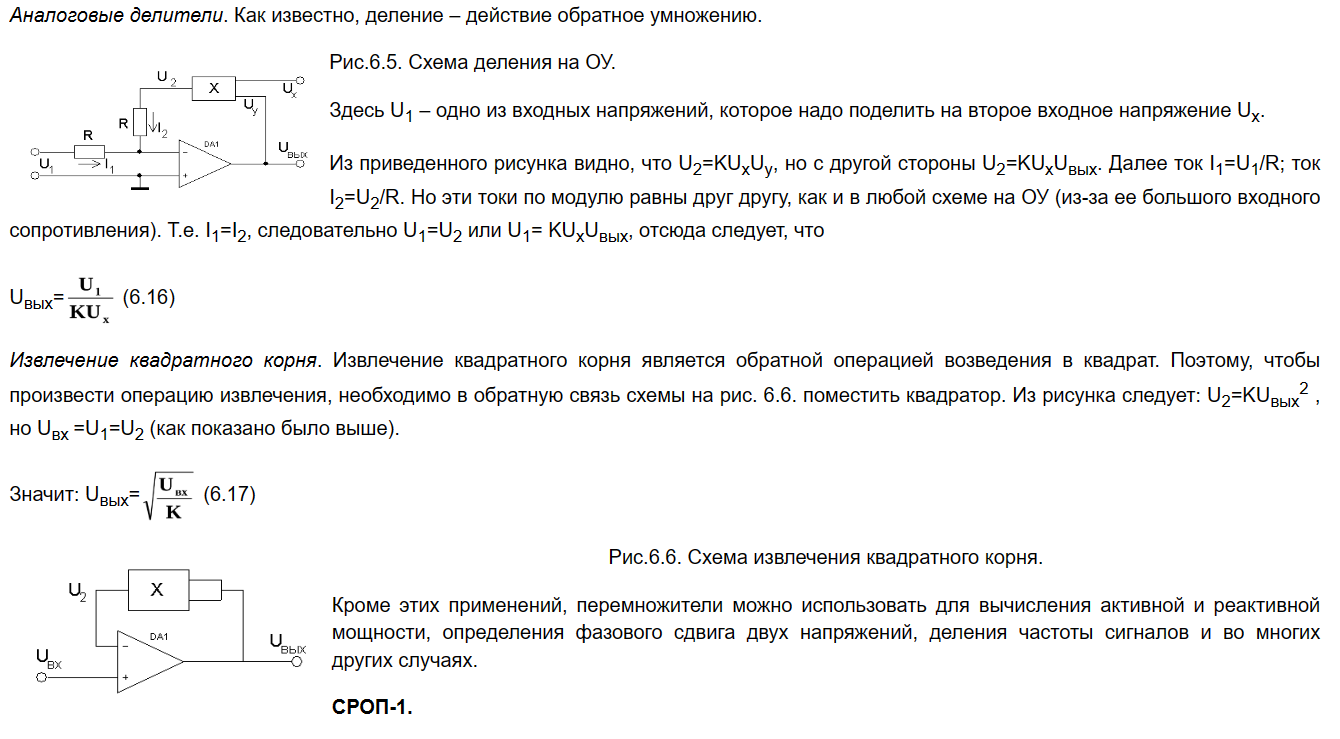 Аналоговые делители. Как известно, деление – действие обратное умножению.
U2
X
Ux
Uy
R
I2
R
DA1
Uвых
U1
I1
−
+
Рис.6.5. Схема деления на ОУ.
Здесь U1 – одно из входных напряжений, которое надо поделить на второе входное напряжение Ux.
Из приведенного рисунка видно, что U2=KUxUy, но с другой стороны U2=KUxUвых. Далее ток I1=U1/R; ток
I2=U2/R. Но эти токи по модулю равны друг другу, как и в любой схеме на ОУ (из-за ее большого входного
сопротивления). Т.е. I1=I2, следовательно U1=U2 или U1= KUxUвых, отсюда следует, что
Uвых= U1 / KUx (6.16)
Извлечение квадратного корня. Извлечение квадратного корня является обратной операцией возведения в квадрат. Поэтому, чтобы
произвести операцию извлечения, необходимо в обратную связь схемы на рис. 6.6. поместить квадратор. Из рисунка следует: U2=KUвых2 ,
но Uвх =U1=U2 (как показано было выше).
Значит: Uвых= √ Uвх / K (6.17)
Рис.6.6. Схема извлечения квадратного корня.
U2
X
DA1
Uвых
Uвх
−
+
Кроме этих применений, перемножители можно использовать для вычисления активной и реактивной
мощности, определения фазового сдвига двух напряжений, деления частоты сигналов и во многих
других случаях.
СРОП-1.